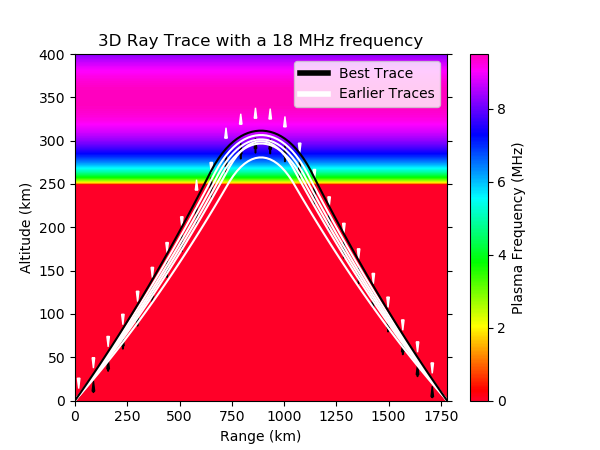 3D Ray Trace with a 18 MHz frequency
Best Trace
Earlier Traces
400
350
300
250
200
150
100
50
0
Altitude (km)
0 250 500 750 1000 1250 1500 1750
Range (km)
8
6
4
2
0
Plasma Frequency (MHz)